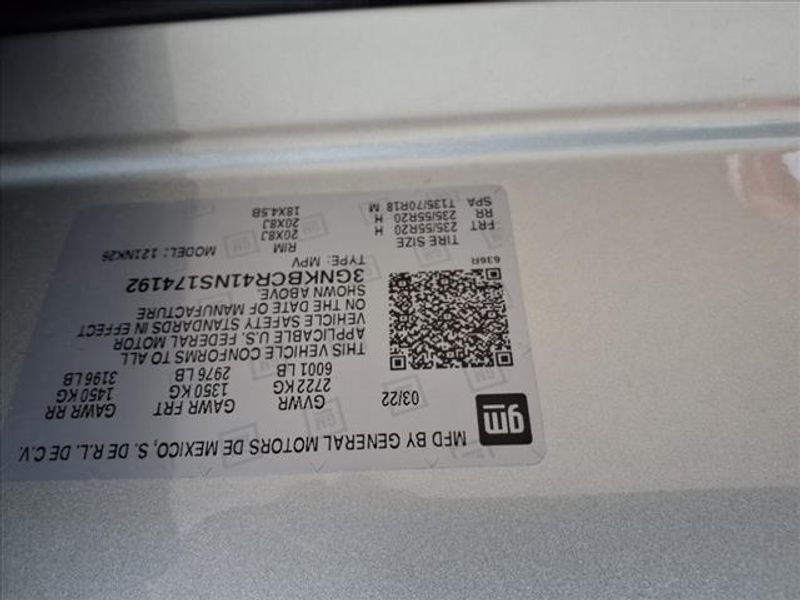 MFD BY GENERAL MOTORS DE MEXICO, S. DE R.L. DE C.V.
gm
03/22
GVWR GAWR FRT GAWR RR
2722 KG 1350 KG 1450 KG
6001 LB 2976 LB 3196 LB
THIS VEHICLE CONFORMS TO ALL
APPLICABLE U.S. FEDERAL MOTOR
VEHICLE SAFETY STANDARDS IN EFFECT
ON THE DATE OF MANUFACTURE
SHOWN ABOVE.
3GNKBCR41NS174192
636R TYPE: MPV MODEL: 121NK26
TIRE SIZE RIM
FRT 235/55R20 H 20X8J
RR 235/55R20 H 20X8J
SPA T135/70R18 M 18X4.5B